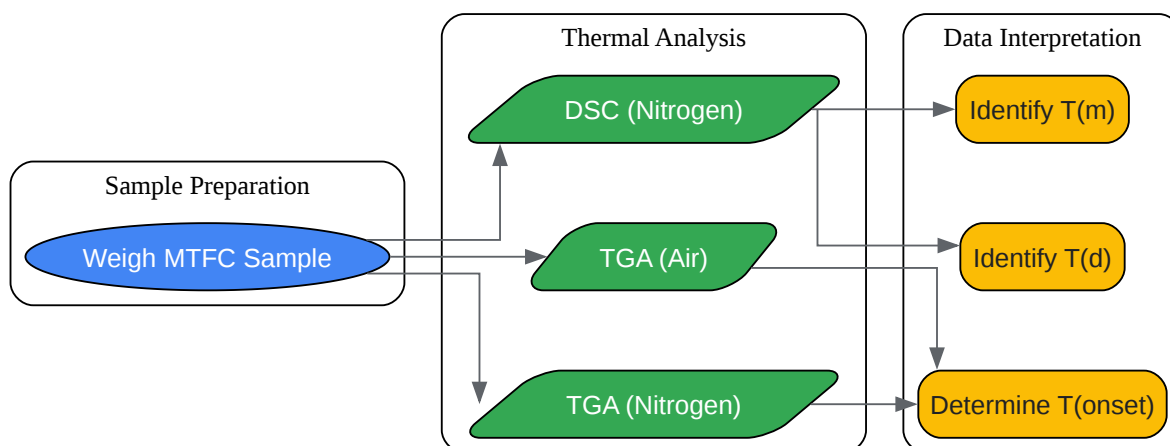 Sample Preparation
Weigh MTFC Sample
Thermal Analysis
DSC (Nitrogen)
TGA (Air)
TGA (Nitrogen)
Data Interpretation
Identify T(m)
Identify T(d)
Determine T(onset)